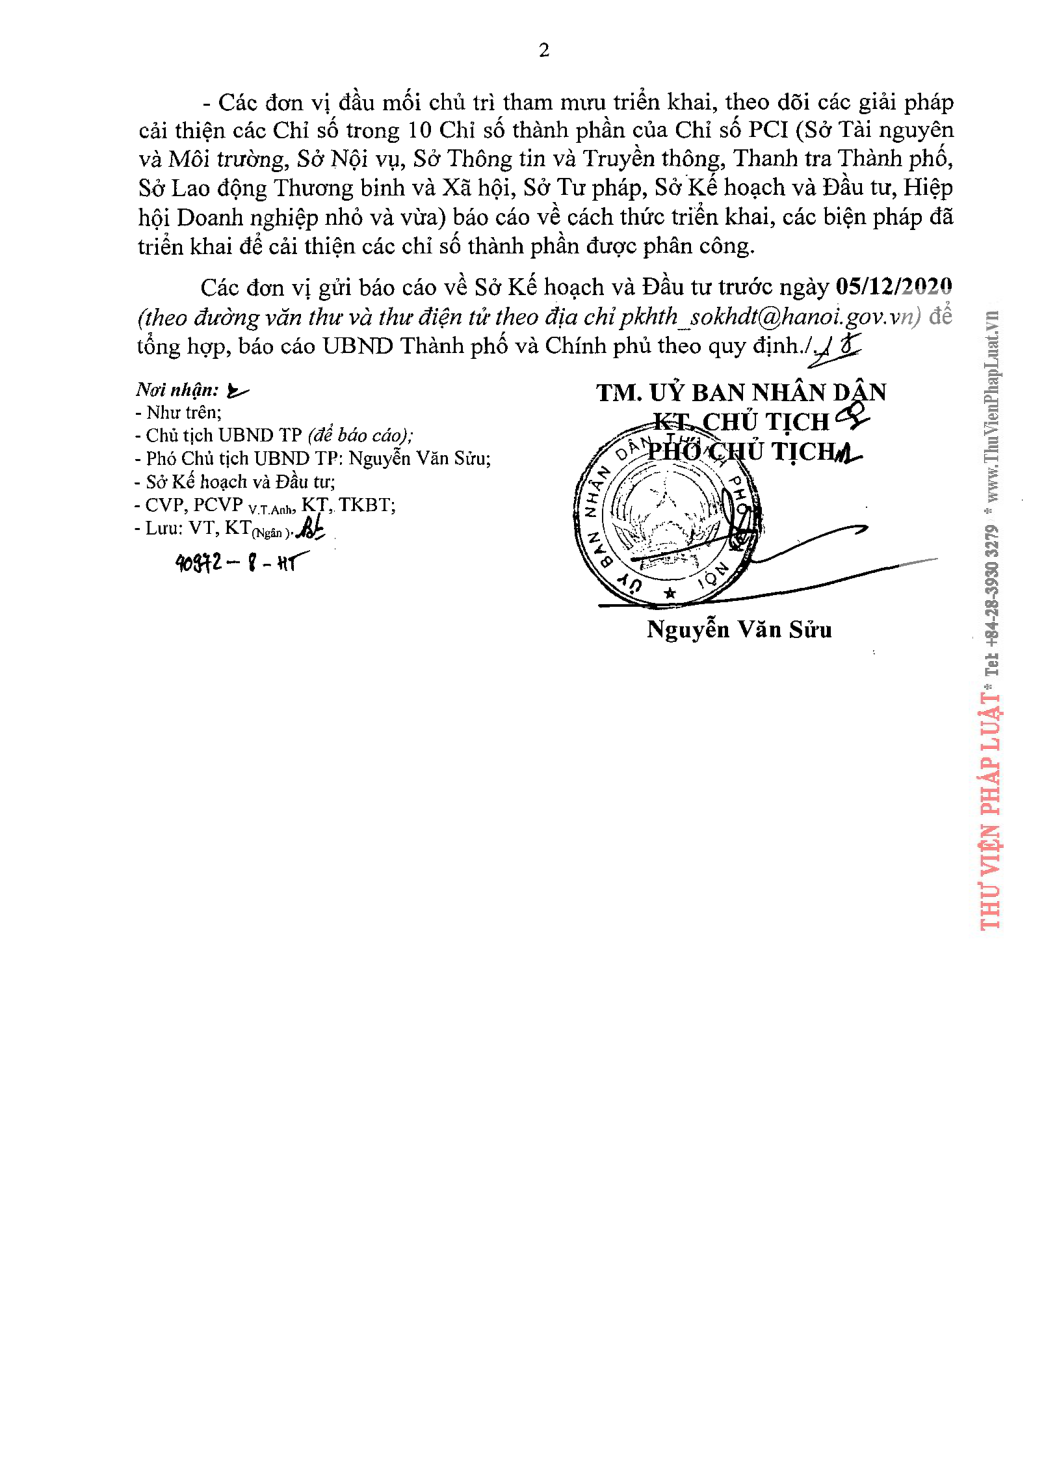 2
- Các đơn vị đầu mối chủ trì tham mưu triển khai, theo dõi các giải pháp
cải thiện các Chỉ số trong 10 Chỉ số thành phần của Chỉ số PCI (Sở Tài nguyên
và Môi trường, Sở Nội vụ, Sở Thông tin và Truyền thông, Thanh tra Thành phố,
Sở Lao động Thương binh và Xã hội, Sở Tư pháp, Sở Kế hoạch và Đầu tư, Hiệp
hội Doanh nghiệp nhỏ và vừa) báo cáo về cách thức triển khai, các biện pháp đã
triển khai để cải thiện các chỉ số thành phần được phân công.
Các đơn vị gửi báo cáo về Sở Kế hoạch và Đầu tư trước ngày 05/12/2020
(theo đường văn thư và thư điện tử theo địa chỉ pkhth_sokhdt@hanoi.gov.vn) để
tổng hợp, báo cáo UBND Thành phố và Chính phủ theo quy định./.
Nơi nhận:
- Như trên;
- Chủ tịch UBND TP (để báo cáo);
- Phó Chủ tịch UBND TP: Nguyễn Văn Sửu;
- Sở Kế hoạch và Đầu tư;
- CVP, PCVP V.T.Anh, KT, TKBT;
- Lưu: VT, KT(Ngân).
TM. UỶ BAN NHÂN DÂN
KT. CHỦ TỊCH
PHÓ CHỦ TỊCH
ỦY BAN NHÂN DÂN THÀNH PHỐ HÀ NỘI
Nguyễn Văn Sửu
THƯ VIỆN PHÁP LUẬT * Tel: +84-28-3930 3279 * www.ThuVienPhapLuat.vn